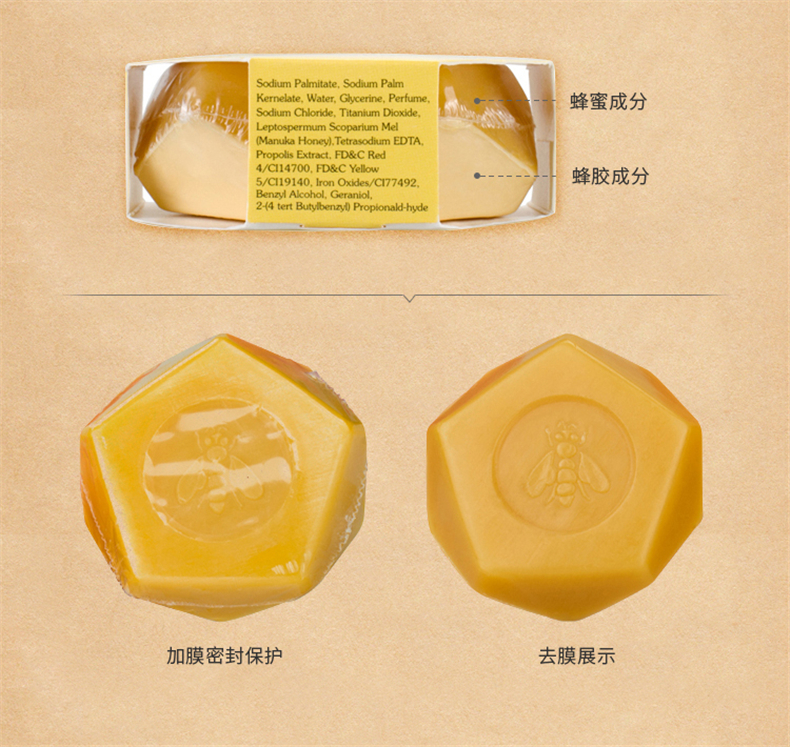 Sodium Palmitate, Sodium Palm
Kernelate, Water, Glycerine, Perfume,
Sodium Chloride, Titanium Dioxide,
Leptospermum Scoparium Mel
(Manuka Honey),Tetrasodium EDTA,
Propolis Extract, FD&C Red
4/CI14700, FD&C Yellow
5/CI19140, Iron Oxides/CI77492,
Benzyl Alcohol, Geraniol,
2-(4 tert Butylbenzyl) Propionald-hyde
蜂蜜成分
蜂胶成分
加膜密封保护
去膜展示